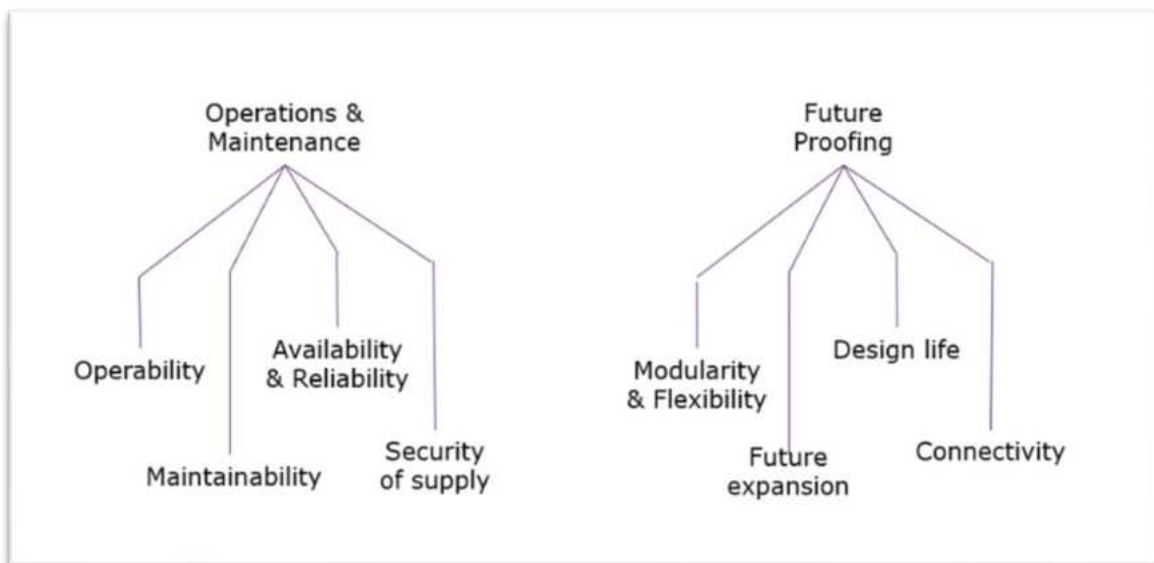 Operations &
Maintenance
Operability
Maintainability
Availability
& Reliability
Security
of supply
Future
Proofing
Modularity
& Flexibility
Future
expansion
Design life
Connectivity